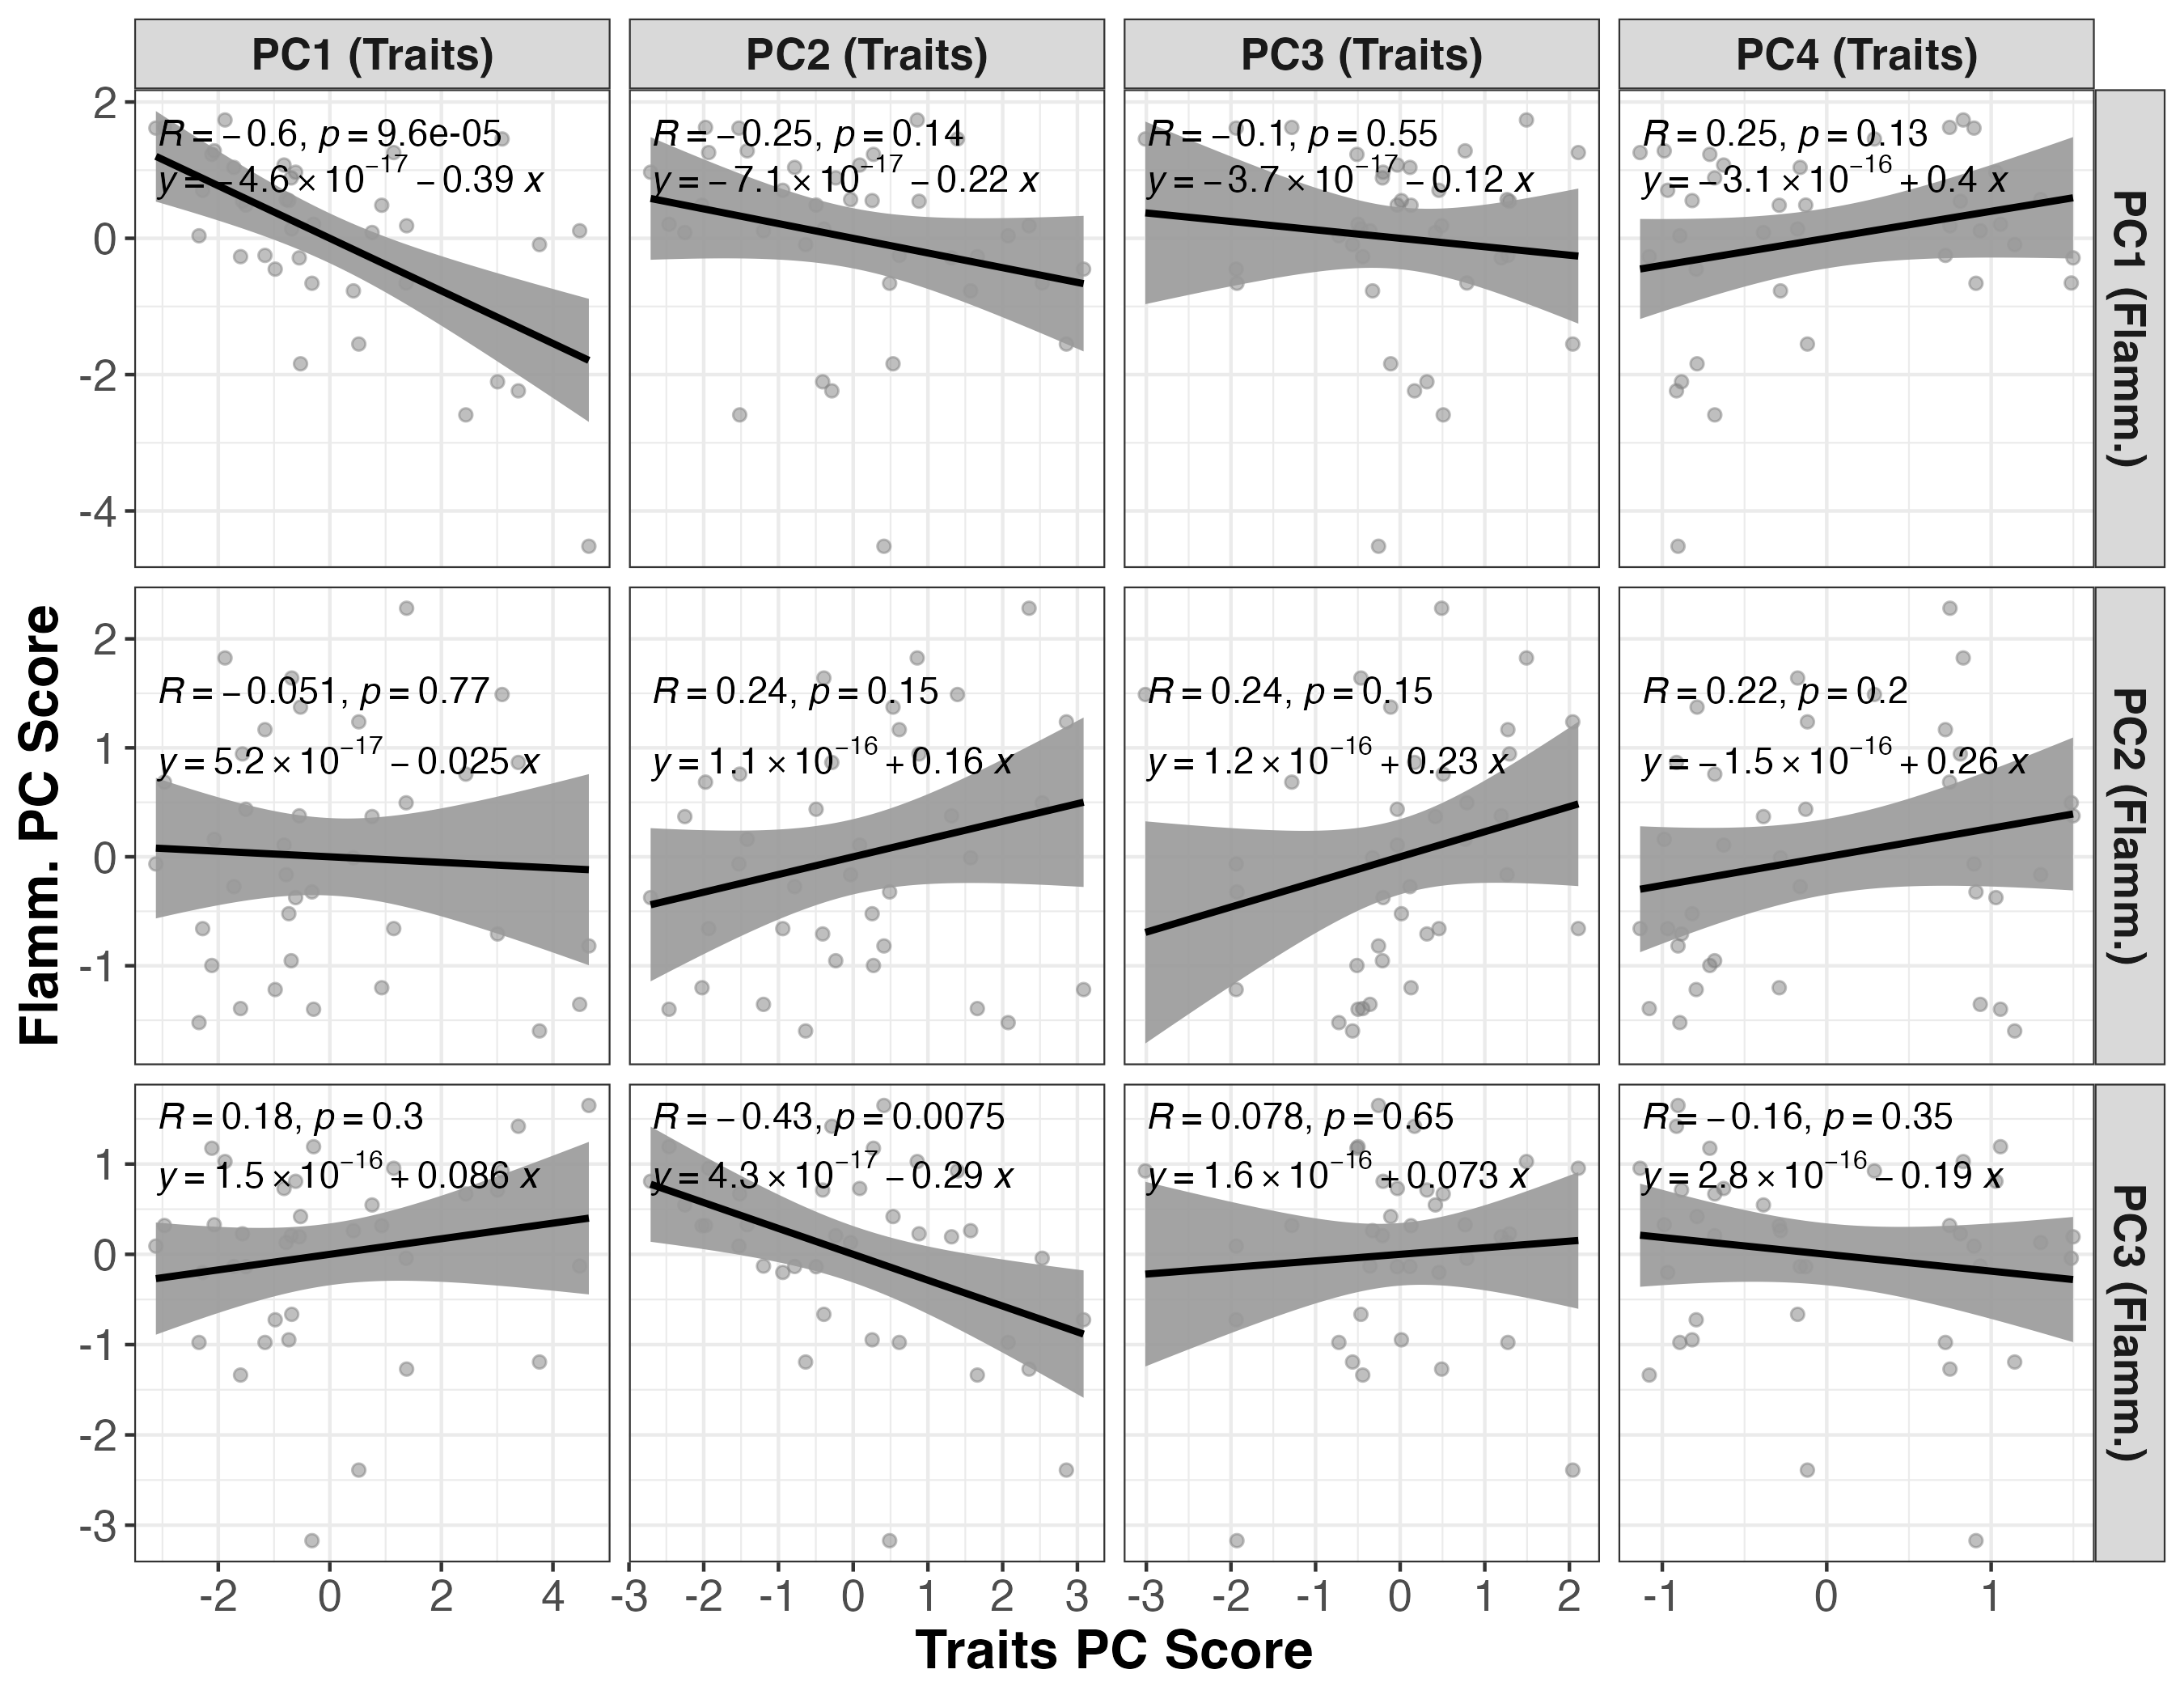 PC1 (Traits) PC2 (Traits) PC3 (Traits) PC4 (Traits)
R = −0.6, p = 9.6e-05
y = −4.6 × 10⁻¹⁷ − 0.39 x
R = −0.25, p = 0.14
y = −7.1 × 10⁻¹⁷ − 0.22 x
R = −0.1, p = 0.55
y = −3.7 × 10⁻¹⁷ − 0.12 x
R = 0.25, p = 0.13
y = −3.1 × 10⁻¹⁶ + 0.4 x
2
0
-2
-4
PC1 (Flamm.)
R = −0.051, p = 0.77
y = 5.2 × 10⁻¹⁷ − 0.025 x
R = 0.24, p = 0.15
y = 1.1 × 10⁻¹⁶ + 0.16 x
R = 0.24, p = 0.15
y = 1.2 × 10⁻¹⁶ + 0.23 x
R = 0.22, p = 0.2
y = −1.5 × 10⁻¹⁶ + 0.26 x
2
1
0
-1
PC2 (Flamm.)
Flamm. PC Score
R = 0.18, p = 0.3
y = 1.5 × 10⁻¹⁶ + 0.086 x
R = −0.43, p = 0.0075
y = 4.3 × 10⁻¹⁷ − 0.29 x
R = 0.078, p = 0.65
y = 1.6 × 10⁻¹⁶ + 0.073 x
R = −0.16, p = 0.35
y = 2.8 × 10⁻¹⁶ − 0.19 x
1
0
-1
-2
-3
PC3 (Flamm.)
-2 0 2 4 -3 -2 -1 0 1 2 3 -3 -2 -1 0 1 2 -1 0 1
Traits PC Score